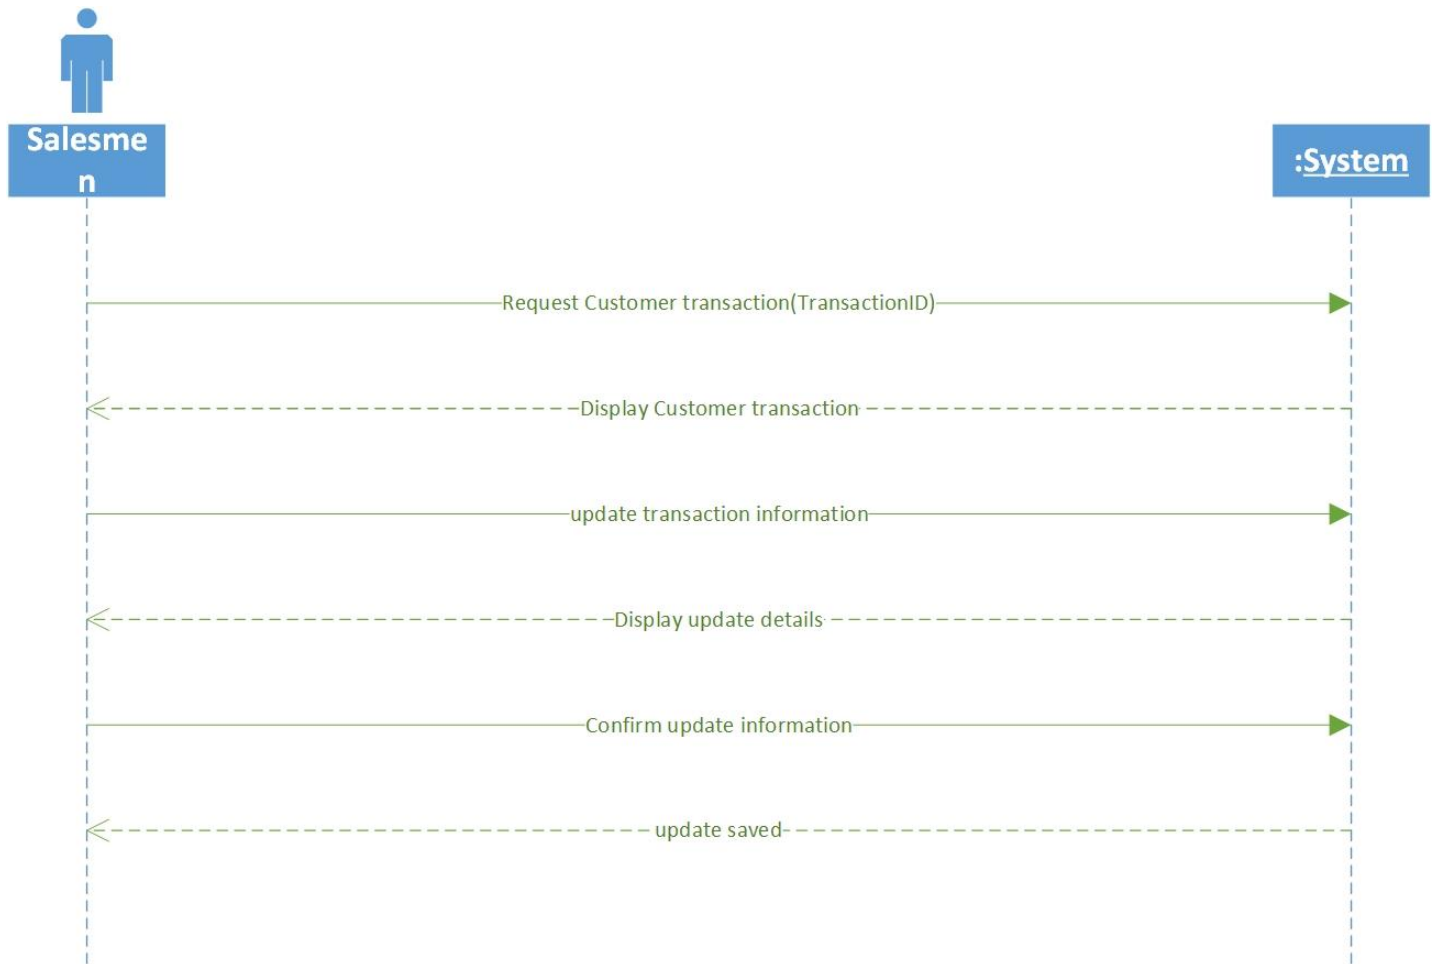 Salesme
n
:System
Request Customer transaction(TransactionID)
Display Customer transaction
update transaction information
Display update details
Confirm update information
update saved